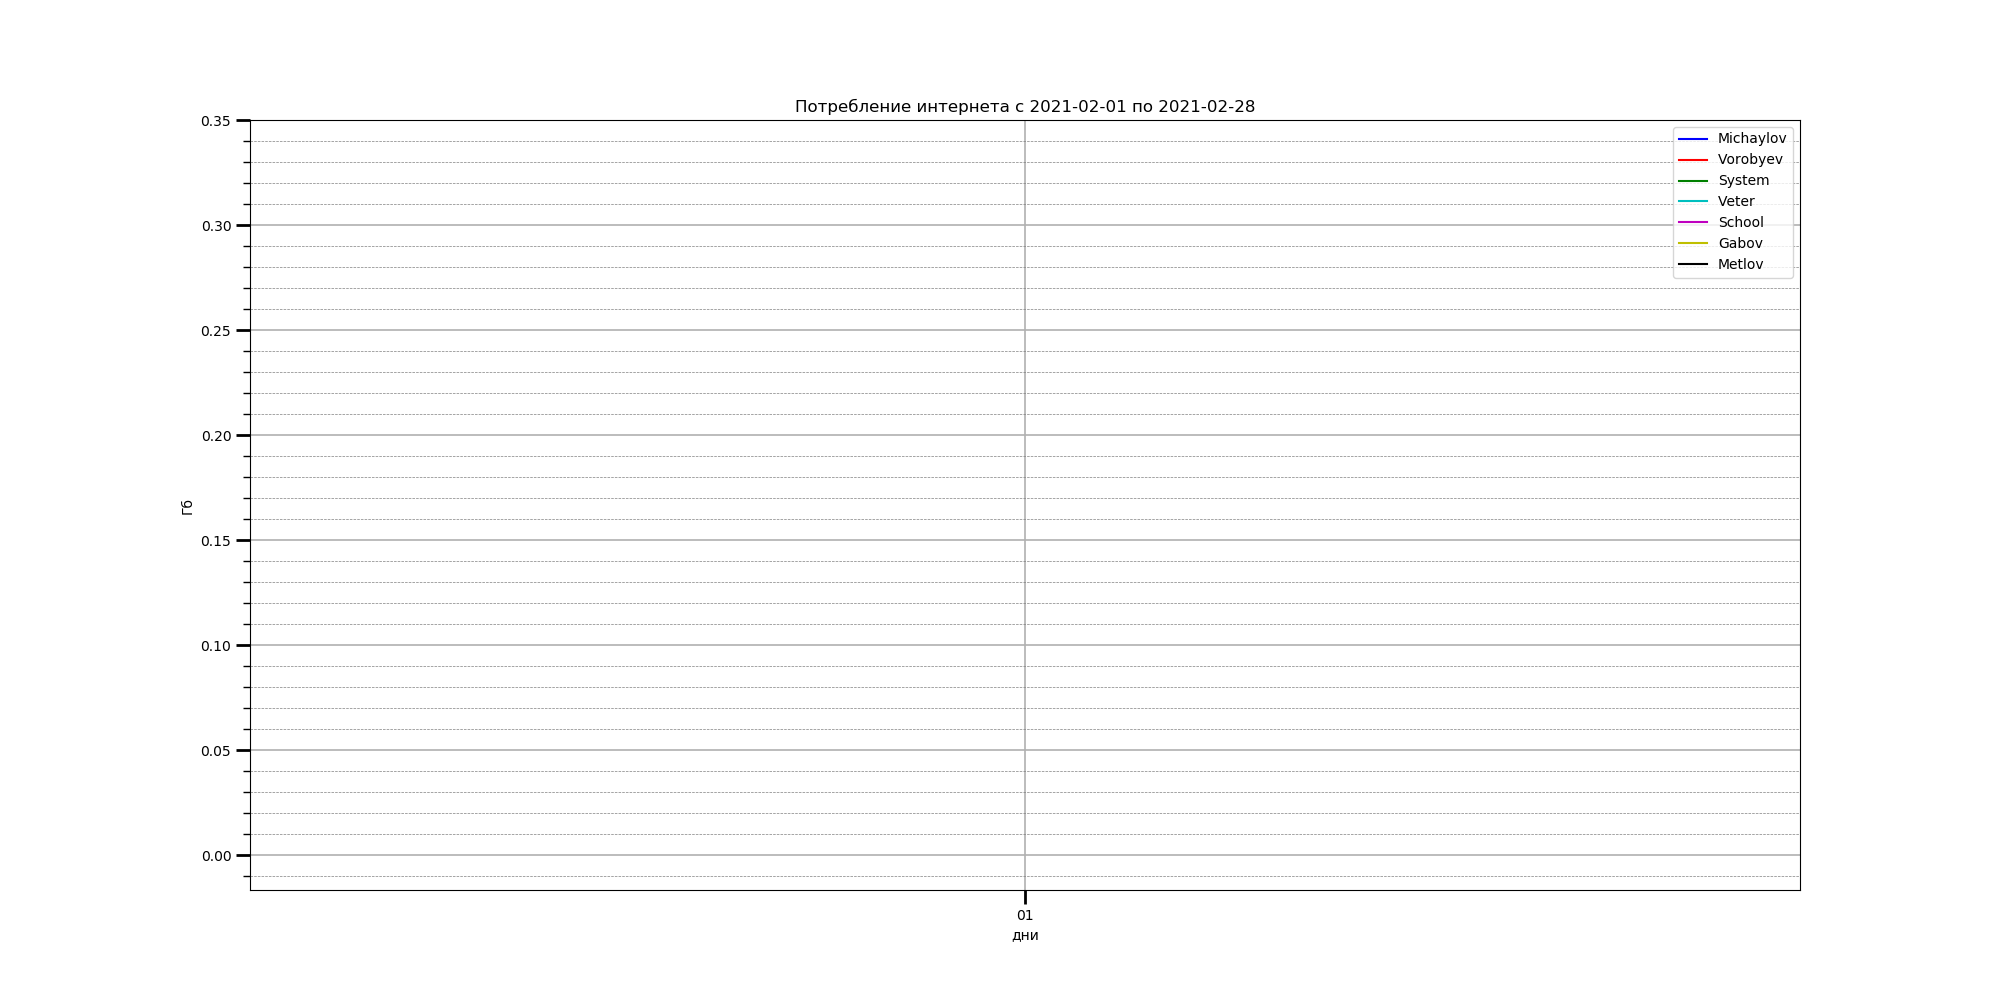 Потребление интернета с 2021-02-01 по 2021-02-28
0.35
0.30
0.25
0.20
0.15
0.10
0.05
0.00
Гб
Michaylov
Vorobyev
System
Veter
School
Gabov
Metlov
01
дни